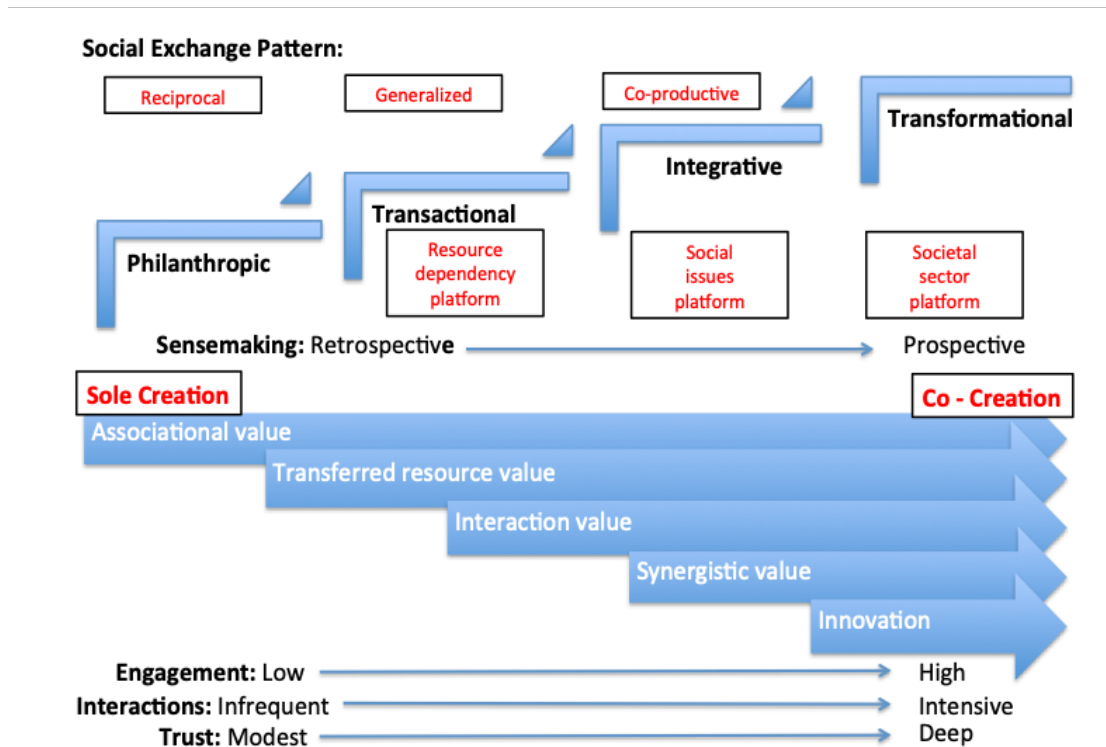 Social Exchange Pattern:
Reciprocal
Generalized
Co-productive
Transformational
Integrative
Transactional
Philanthropic
Resource
dependency
platform
Social
issues
platform
Societal
sector
platform
Sensemaking: Retrospective
Prospective
Sole Creation
Co - Creation
Associational value
Transferred resource value
Interaction value
Synergistic value
Innovation
Engagement: Low
High
Interactions: Infrequent
Intensive
Trust: Modest
Deep